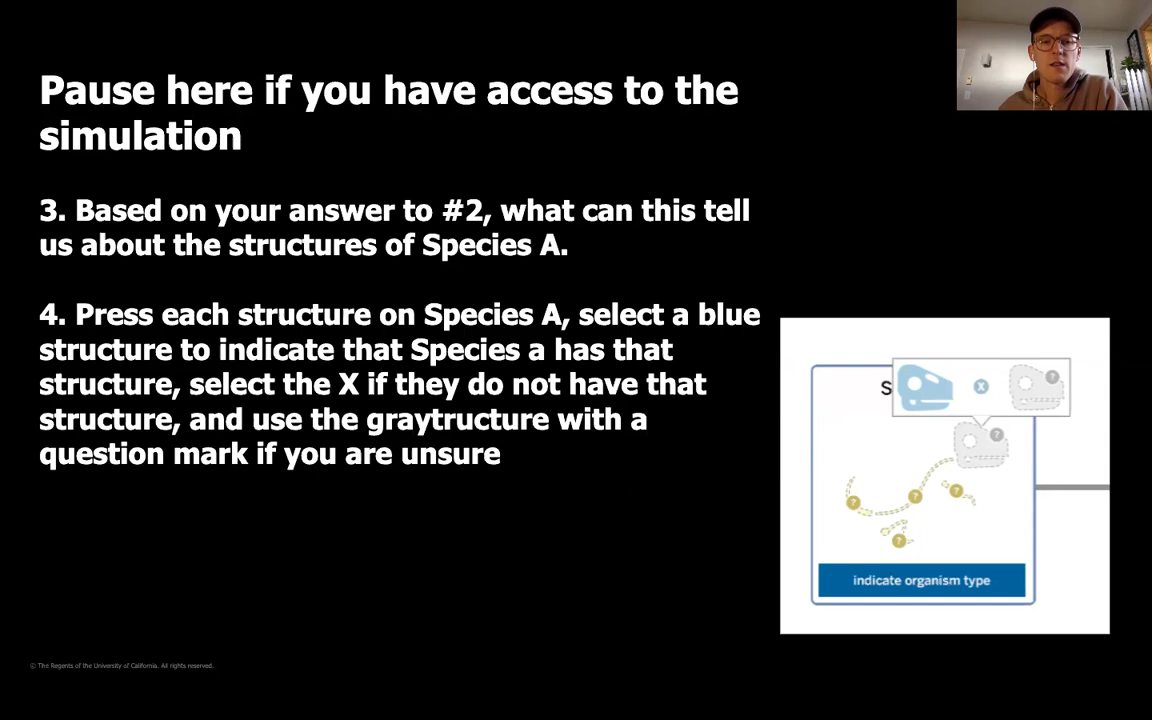 Pause here if you have access to the
simulation
3. Based on your answer to #2, what can this tell
us about the structures of Species A.
4. Press each structure on Species A, select a blue
structure to indicate that Species a has that
structure, select the X if they do not have that
structure, and use the graytructure with a
question mark if you are unsure
S
X
?
?
?
?
?
?
indicate organism type
© The Regents of the University of California. All rights reserved.